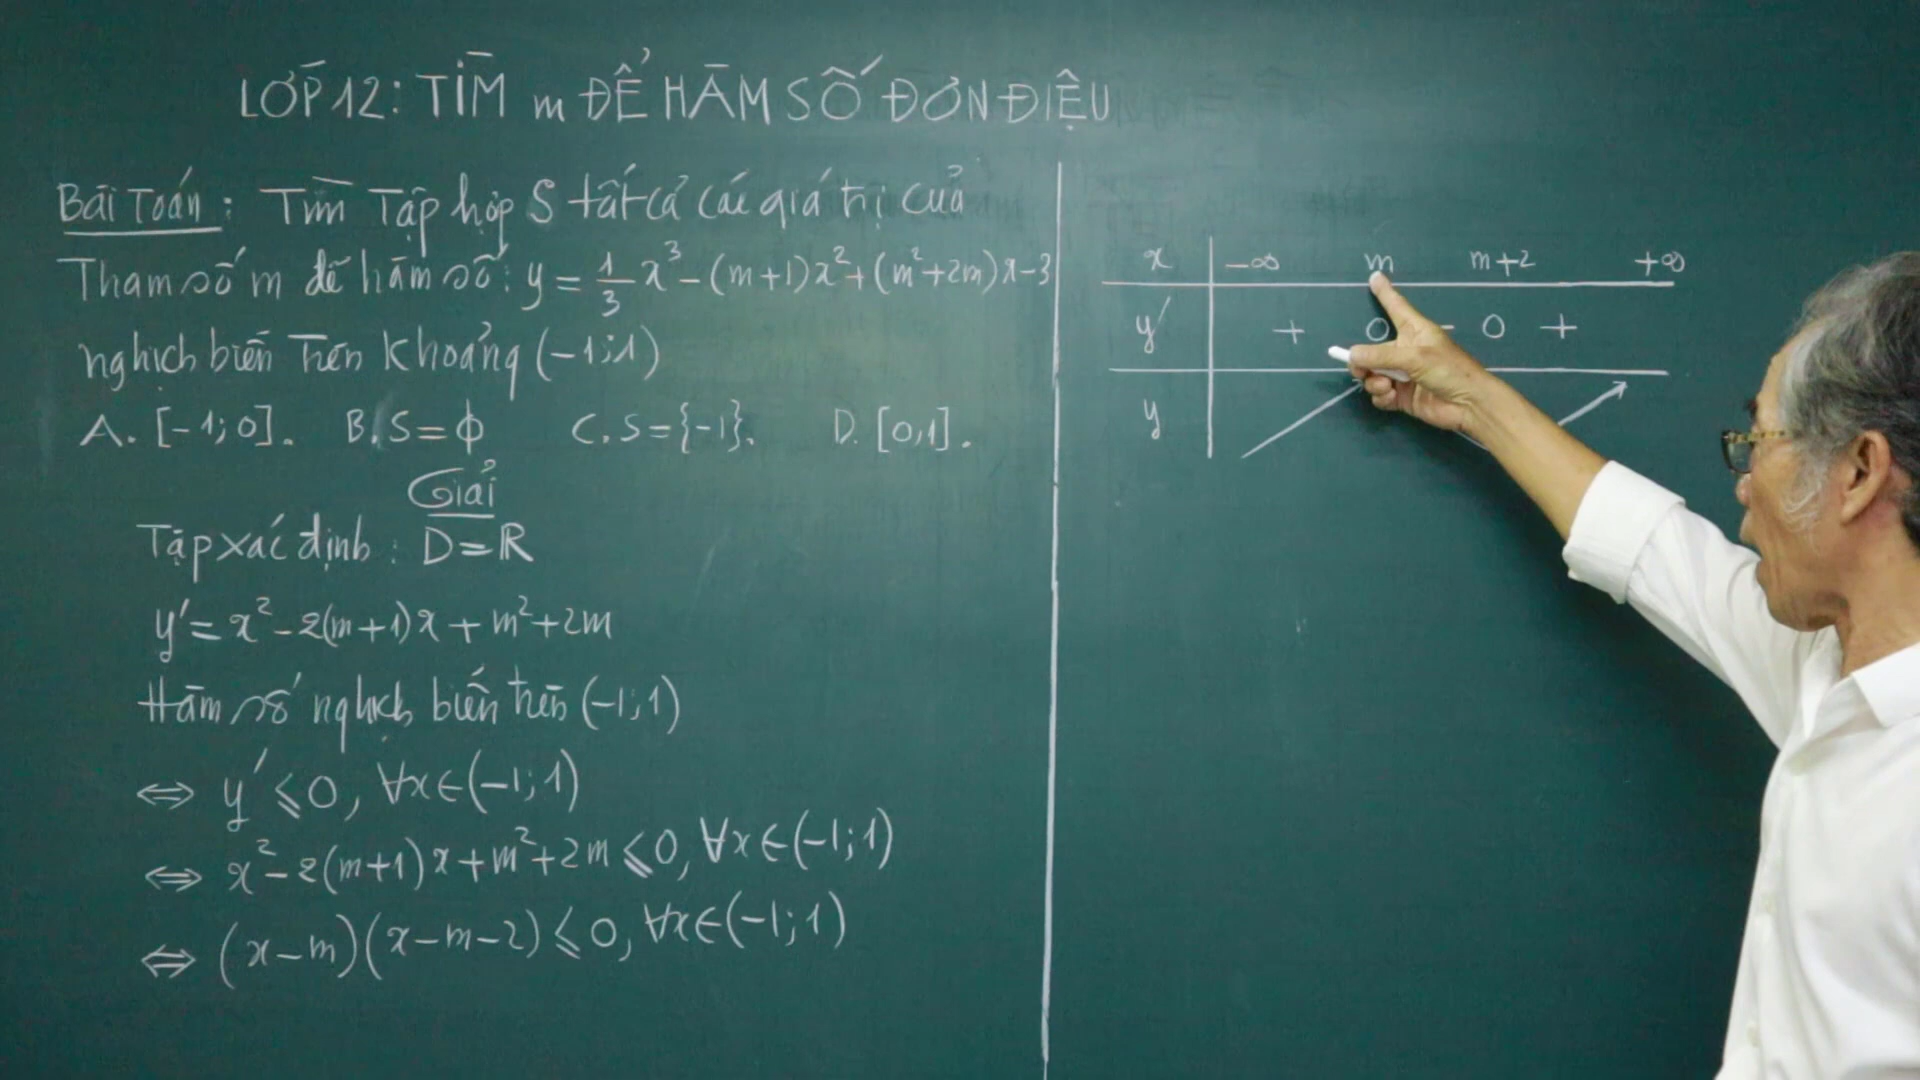 LỚP 12: TÌM m ĐỂ HÀM SỐ ĐƠN ĐIỆU
Bài Toán: Tìm Tập hợp S tất cả các giá trị của
Tham số m để hàm số: y = 1/3 x³ - (m+1)x² + (m²+2m)x - 3
nghịch biến Trên Khoảng (-1;1)
A. [-1;0]. B. S=ϕ C. S={-1}. D. [0,1].
Giải
Tập xác định: D=ℝ
y' = x² - 2(m+1)x + m² + 2m
Hàm số nghịch biến trên (-1;1)
⇔ y' ⩽ 0, ∀x∈(-1;1)
⇔ x² - 2(m+1)x + m² + 2m ⩽ 0, ∀x∈(-1;1)
⇔ (x-m)(x-m-2) ⩽ 0, ∀x∈(-1;1)
x -∞ m m+2 +∞
y' + 0 - 0 +
y